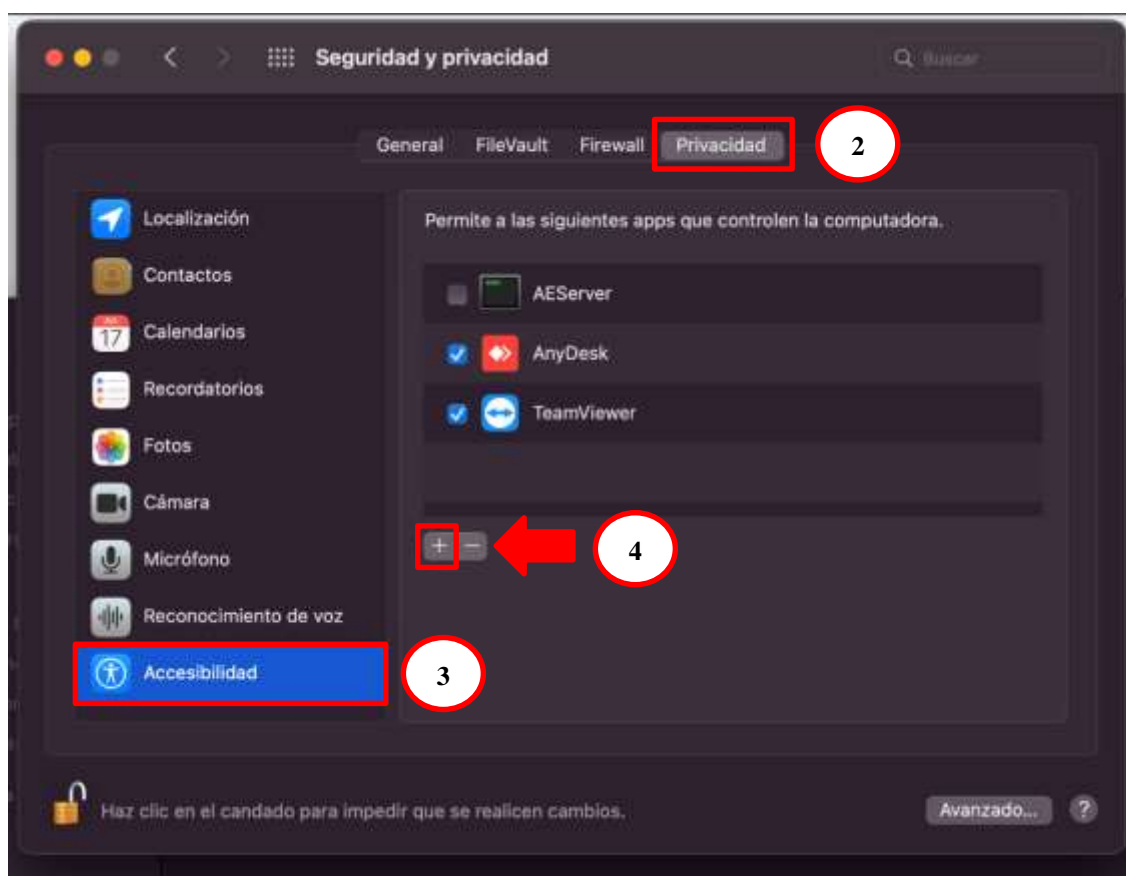 Seguridad y privacidad
Buscar
General FileVault Firewall Privacidad
2
Localización
Contactos
JUL
17
Calendarios
Recordatorios
Fotos
Cámara
Micrófono
Reconocimiento de voz
Accesibilidad
3
Permite a las siguientes apps que controlen la computadora.
AEServer
AnyDesk
TeamViewer
+ −
4
Haz clic en el candado para impedir que se realicen cambios.
Avanzado... ?